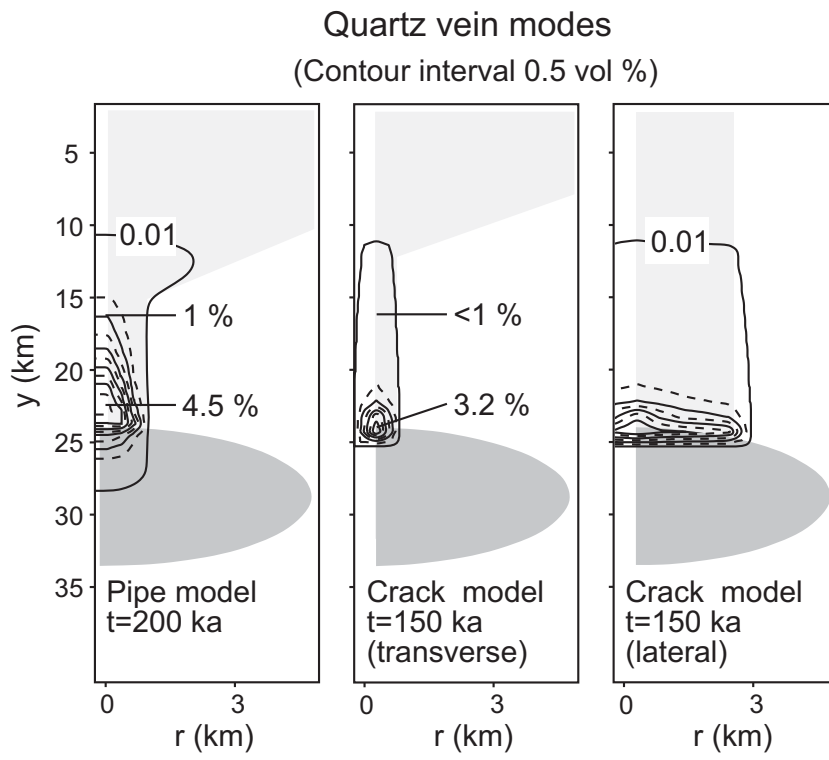 Quartz vein modes
(Contour interval 0.5 vol %)
y (km)
5
10
15
20
25
30
35
0.01
1 %
4.5 %
Pipe model
t=200 ka
0
3
r (km)
<1 %
3.2 %
Crack model
t=150 ka
(transverse)
0
3
r (km)
0.01
Crack model
t=150 ka
(lateral)
0
3
r (km)